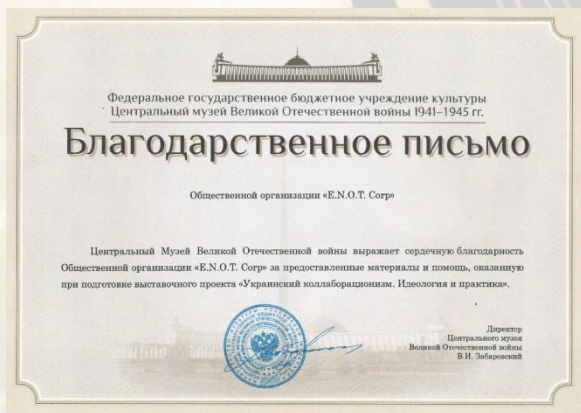 Федеральное государственное бюджетное учреждение культуры
Центральный музей Великой Отечественной войны 1941–1945 гг.
Благодарственное письмо
Общественной организации «E.N.O.T. Corp»
Центральный Музей Великой Отечественной войны выражает сердечную благодарность
Общественной организации «E.N.O.T. Corp» за предоставленные материалы и помощь, оказанную
при подготовке выставочного проекта «Украинский коллаборационизм. Идеология и практика».
Директор
Центрального музея
Великой Отечественной войны
В.И. Забаровский